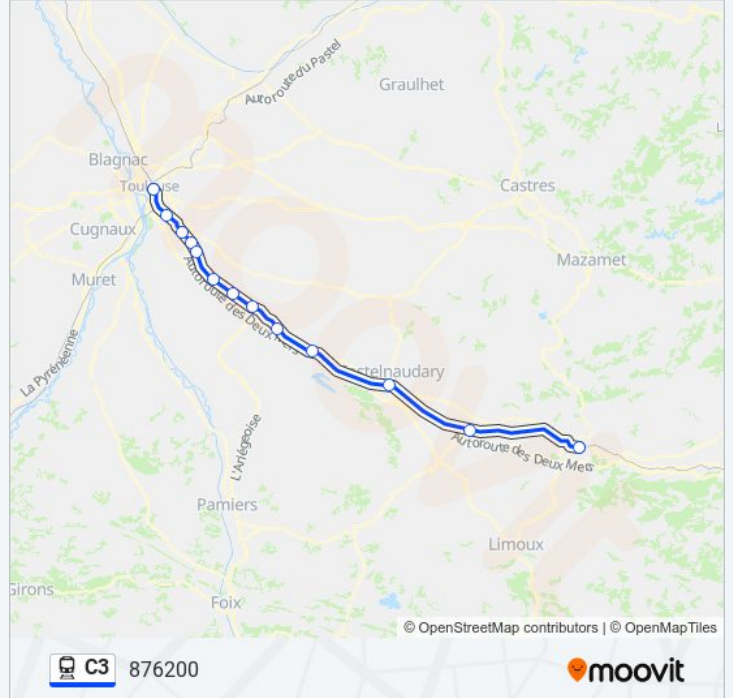 Autoroute du Pastel
Graulhet
Blagnac
Toulouse
Castres
Cugnaux
Mazamet
Muret
Autoroute des Deux Mers
La Pyrénéenne
stelnaudary
L'Ariégeoise
Autoroute des Deux Mers
Pamiers
Limoux
Girons
Foix
© OpenStreetMap contributors | © OpenMapTiles
C3 876200
moovit